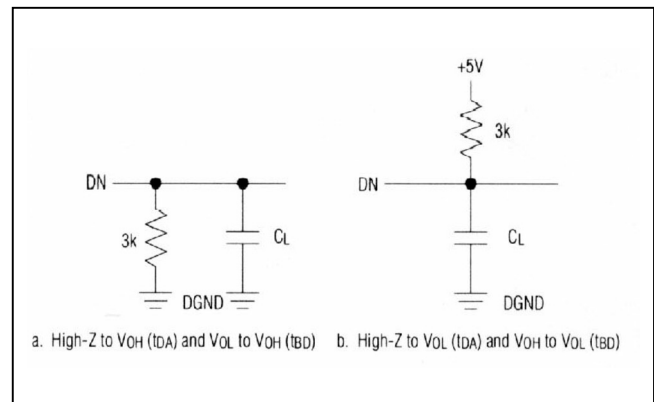 +5V
3k
DN
DN
3k
CL
CL
DGND
DGND
a. High-Z to VOH (tDA) and VOL to VOH (tBD)
b. High-Z to VOL (tDA) and VOH to VOL (tBD)